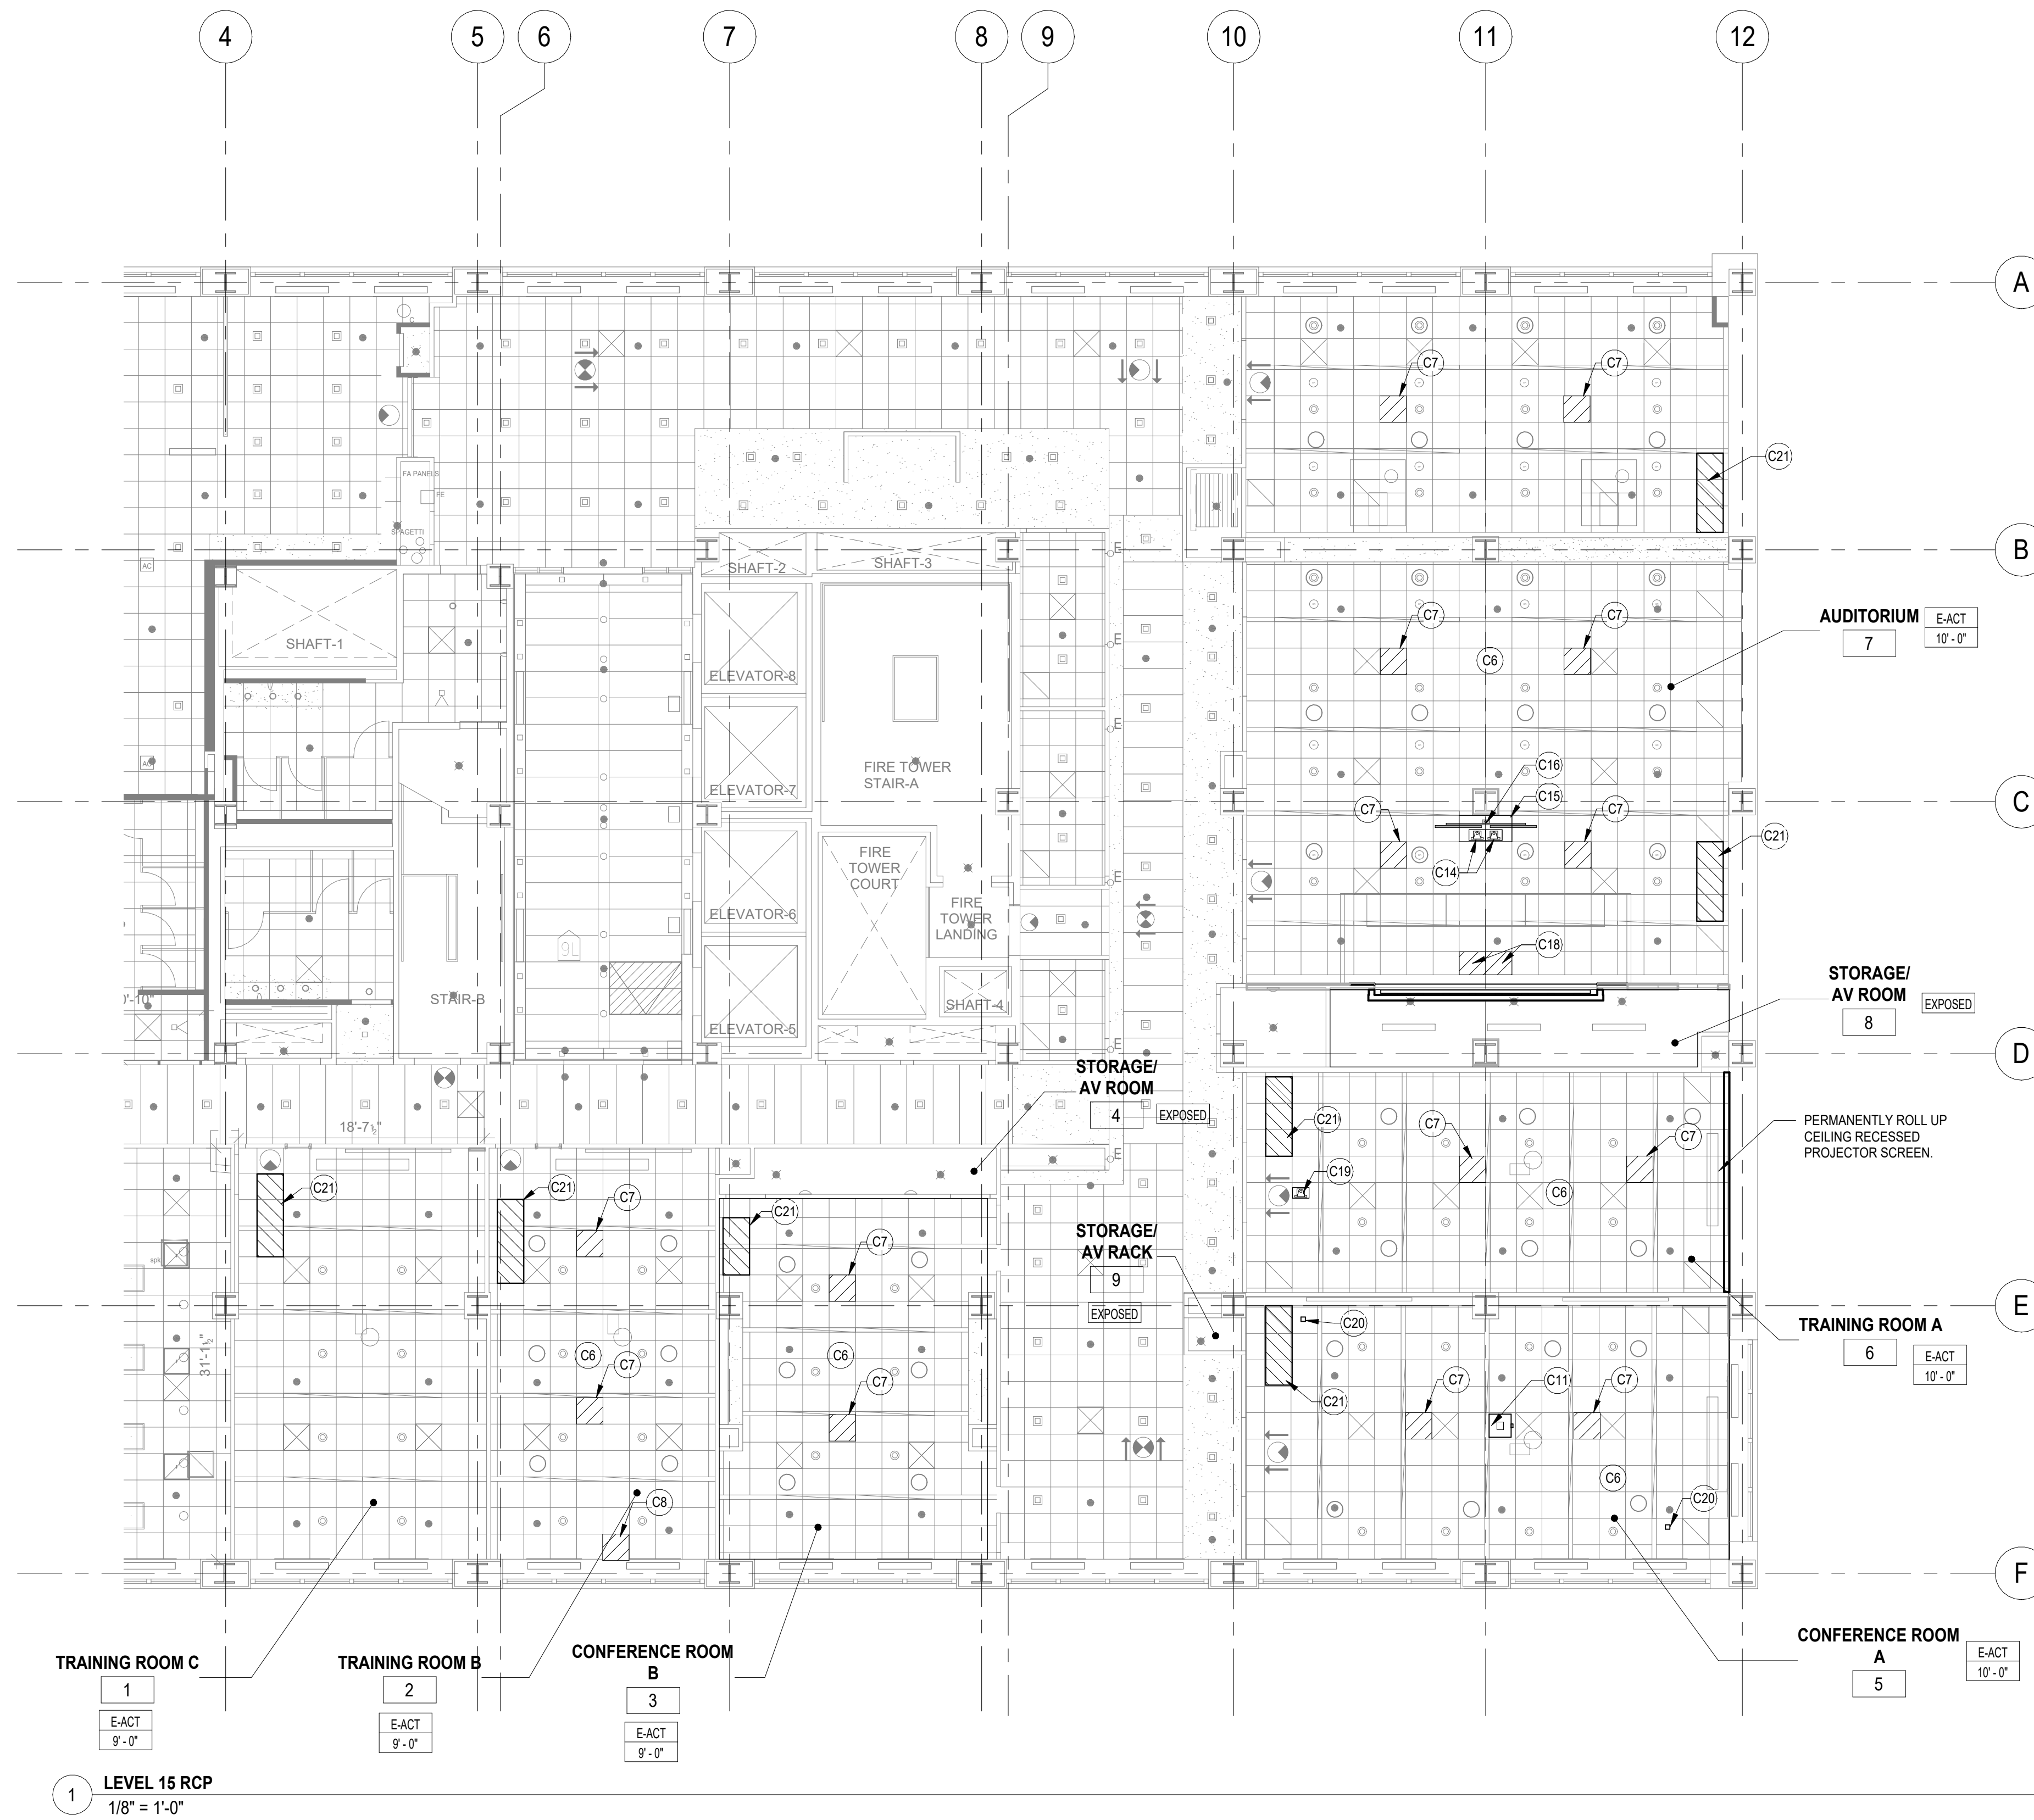 4
5
6
7
8
9
10
11
12
A
C
C7
C7
FA PANELS
FE
C21
SPAGETTI
B
E
SHAFT-2
SHAFT-3
AC
C7
C7
AUDITORIUM
E-ACT
10' - 0"
7
E
SHAFT-1
C6
ELEVATOR-8
E
AC
FIRE TOWER
STAIR-A
C16
ELEVATOR-7
C15
C
C7
C7
E
C21
FIRE
TOWER
COURT
C14
E
FIRE
TOWER
LANDING
ELEVATOR-6
C18
STORAGE/
AV ROOM
EXPOSED
8
STAIR-B
SHAFT-4
ELEVATOR-5
E
D
STORAGE/
AV ROOM
4
EXPOSED
C21
C7
C7
PERMANENTLY ROLL UP
CEILING RECESSED
PROJECTOR SCREEN.
18'-7½"
E
C19
C21
C21
C7
C21
C6
STORAGE/
AV RACK
9
EXPOSED
C7
spk
E
C20
TRAINING ROOM A
6
E-ACT
10' - 0"
31'-1½"
C6
C7
C6
C7
C7
C11
C7
C21
C6
C8
C20
F
TRAINING ROOM C
1
E-ACT
9' - 0"
TRAINING ROOM B
2
E-ACT
9' - 0"
CONFERENCE ROOM
B
3
E-ACT
9' - 0"
CONFERENCE ROOM
A
5
E-ACT
10' - 0"
1
LEVEL 15 RCP
1/8" = 1'-0"